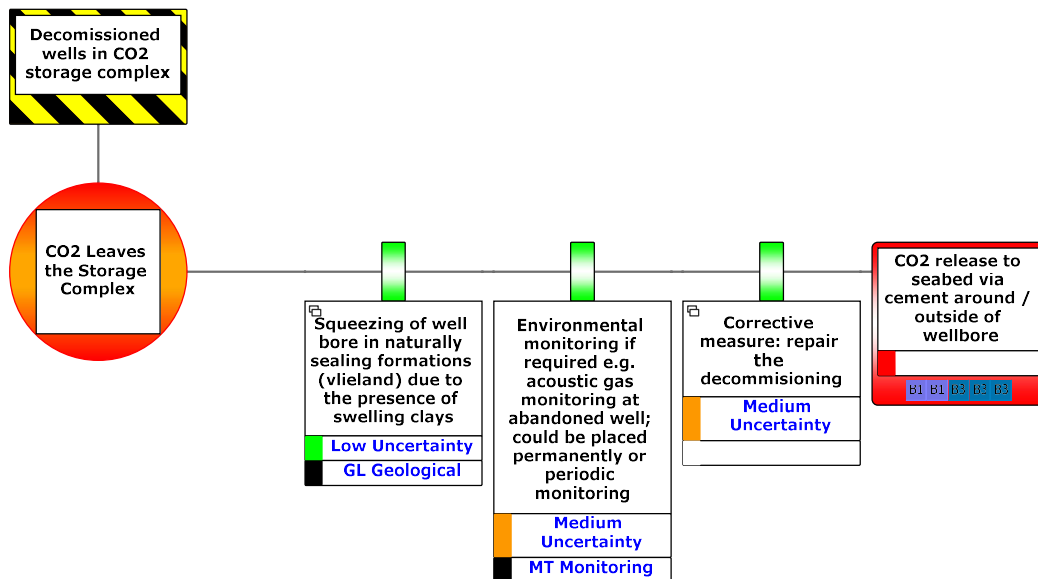 Decomissioned
wells in CO2
storage complex
CO2 Leaves
the Storage
Complex
Squeezing of well
bore in naturally
sealing formations
(vlieland) due to
the presence of
swelling clays
Low Uncertainty
GL Geological
Environmental
monitoring if
required e.g.
acoustic gas
monitoring at
abandoned well;
could be placed
permanently or
periodic
monitoring
Medium
Uncertainty
MT Monitoring
Corrective
measure: repair
the
decommisioning
Medium
Uncertainty
CO2 release to
seabed via
cement around /
outside of
wellbore
B1 B1 B3 B3 B3